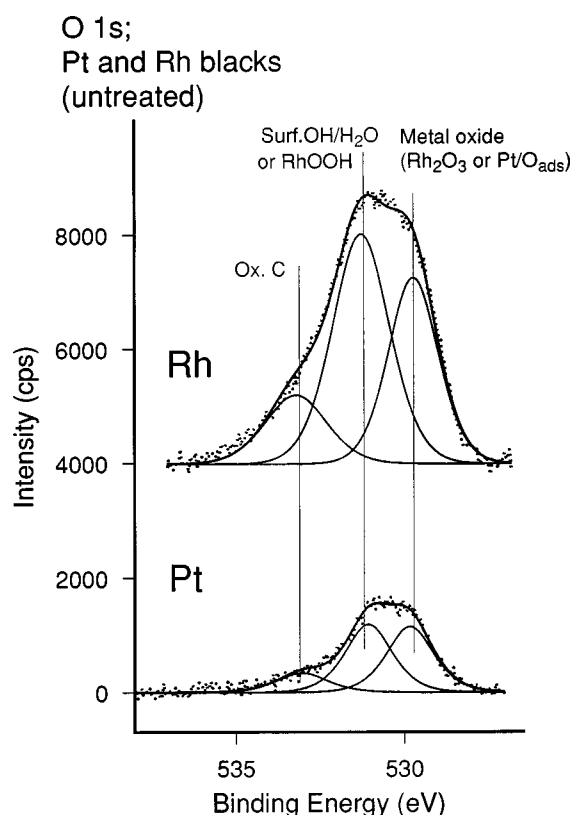 O 1s;
Pt and Rh blacks
(untreated)
Surf.OH/H₂O
or RhOOH
Metal oxide
(Rh₂O₃ or Pt/Oads)
Ox. C
8000
6000
4000
2000
0
Rh
Pt
Intensity (cps)
535
530
Binding Energy (eV)